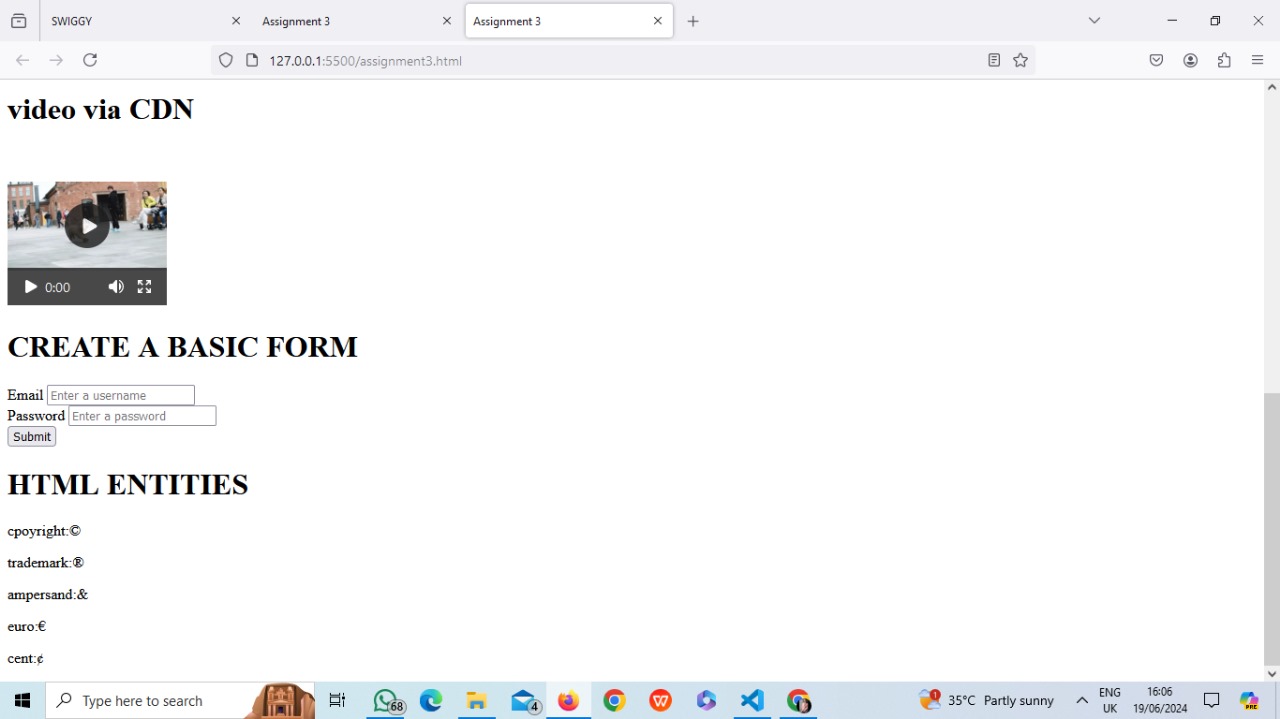 SWIGGY
Assignment 3
Assignment 3
127.0.0.1:5500/assignment3.html
video via CDN
0:00
CREATE A BASIC FORM
Email Enter a username
Password Enter a password
Submit
HTML ENTITIES
cpoyright:©
trademark:®
ampersand:&
euro:€
cent:¢
Type here to search
68
4
W
1
35°C Partly sunny
ENG
UK
16:06
19/06/2024
PRE